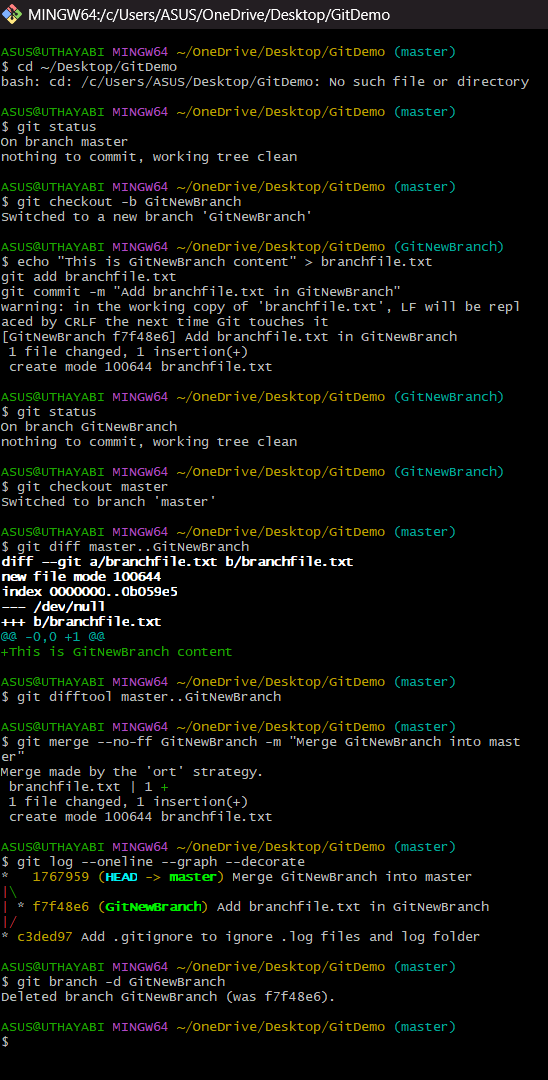 MINGW64:/c/Users/ASUS/OneDrive/Desktop/GitDemo
ASUS@UTHAYABI MINGW64 ~/OneDrive/Desktop/GitDemo (master)
$ cd ~/Desktop/GitDemo
bash: cd: /c/Users/ASUS/Desktop/GitDemo: No such file or directory
ASUS@UTHAYABI MINGW64 ~/OneDrive/Desktop/GitDemo (master)
$ git status
On branch master
nothing to commit, working tree clean
ASUS@UTHAYABI MINGW64 ~/OneDrive/Desktop/GitDemo (master)
$ git checkout -b GitNewBranch
Switched to a new branch 'GitNewBranch'
ASUS@UTHAYABI MINGW64 ~/OneDrive/Desktop/GitDemo (GitNewBranch)
$ echo "This is GitNewBranch content" > branchfile.txt
git add branchfile.txt
git commit -m "Add branchfile.txt in GitNewBranch"
warning: in the working copy of 'branchfile.txt', LF will be repl
aced by CRLF the next time Git touches it
[GitNewBranch f7f48e6] Add branchfile.txt in GitNewBranch
 1 file changed, 1 insertion(+)
 create mode 100644 branchfile.txt
ASUS@UTHAYABI MINGW64 ~/OneDrive/Desktop/GitDemo (GitNewBranch)
$ git status
On branch GitNewBranch
nothing to commit, working tree clean
ASUS@UTHAYABI MINGW64 ~/OneDrive/Desktop/GitDemo (GitNewBranch)
$ git checkout master
Switched to branch 'master'
ASUS@UTHAYABI MINGW64 ~/OneDrive/Desktop/GitDemo (master)
$ git diff master..GitNewBranch
diff --git a/branchfile.txt b/branchfile.txt
new file mode 100644
index 0000000..0b059e5
--- /dev/null
+++ b/branchfile.txt
@@ -0,0 +1 @@
+This is GitNewBranch content
ASUS@UTHAYABI MINGW64 ~/OneDrive/Desktop/GitDemo (master)
$ git difftool master..GitNewBranch
ASUS@UTHAYABI MINGW64 ~/OneDrive/Desktop/GitDemo (master)
$ git merge --no-ff GitNewBranch -m "Merge GitNewBranch into mast
er"
Merge made by the 'ort' strategy.
 branchfile.txt | 1 +
 1 file changed, 1 insertion(+)
 create mode 100644 branchfile.txt
ASUS@UTHAYABI MINGW64 ~/OneDrive/Desktop/GitDemo (master)
$ git log --oneline --graph --decorate
*   1767959 (HEAD -> master) Merge GitNewBranch into master
|\
| * f7f48e6 (GitNewBranch) Add branchfile.txt in GitNewBranch
|/
* c3ded97 Add .gitignore to ignore .log files and log folder
ASUS@UTHAYABI MINGW64 ~/OneDrive/Desktop/GitDemo (master)
$ git branch -d GitNewBranch
Deleted branch GitNewBranch (was f7f48e6).
ASUS@UTHAYABI MINGW64 ~/OneDrive/Desktop/GitDemo (master)
$